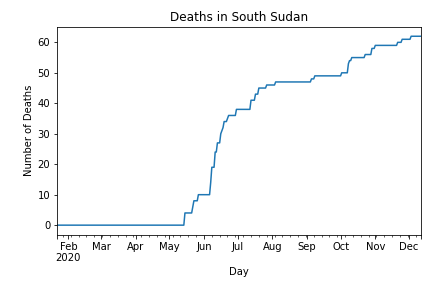 Deaths in South Sudan
Number of Deaths
60
50
40
30
20
10
0
Feb Mar Apr May Jun Jul Aug Sep Oct Nov Dec
2020
Day